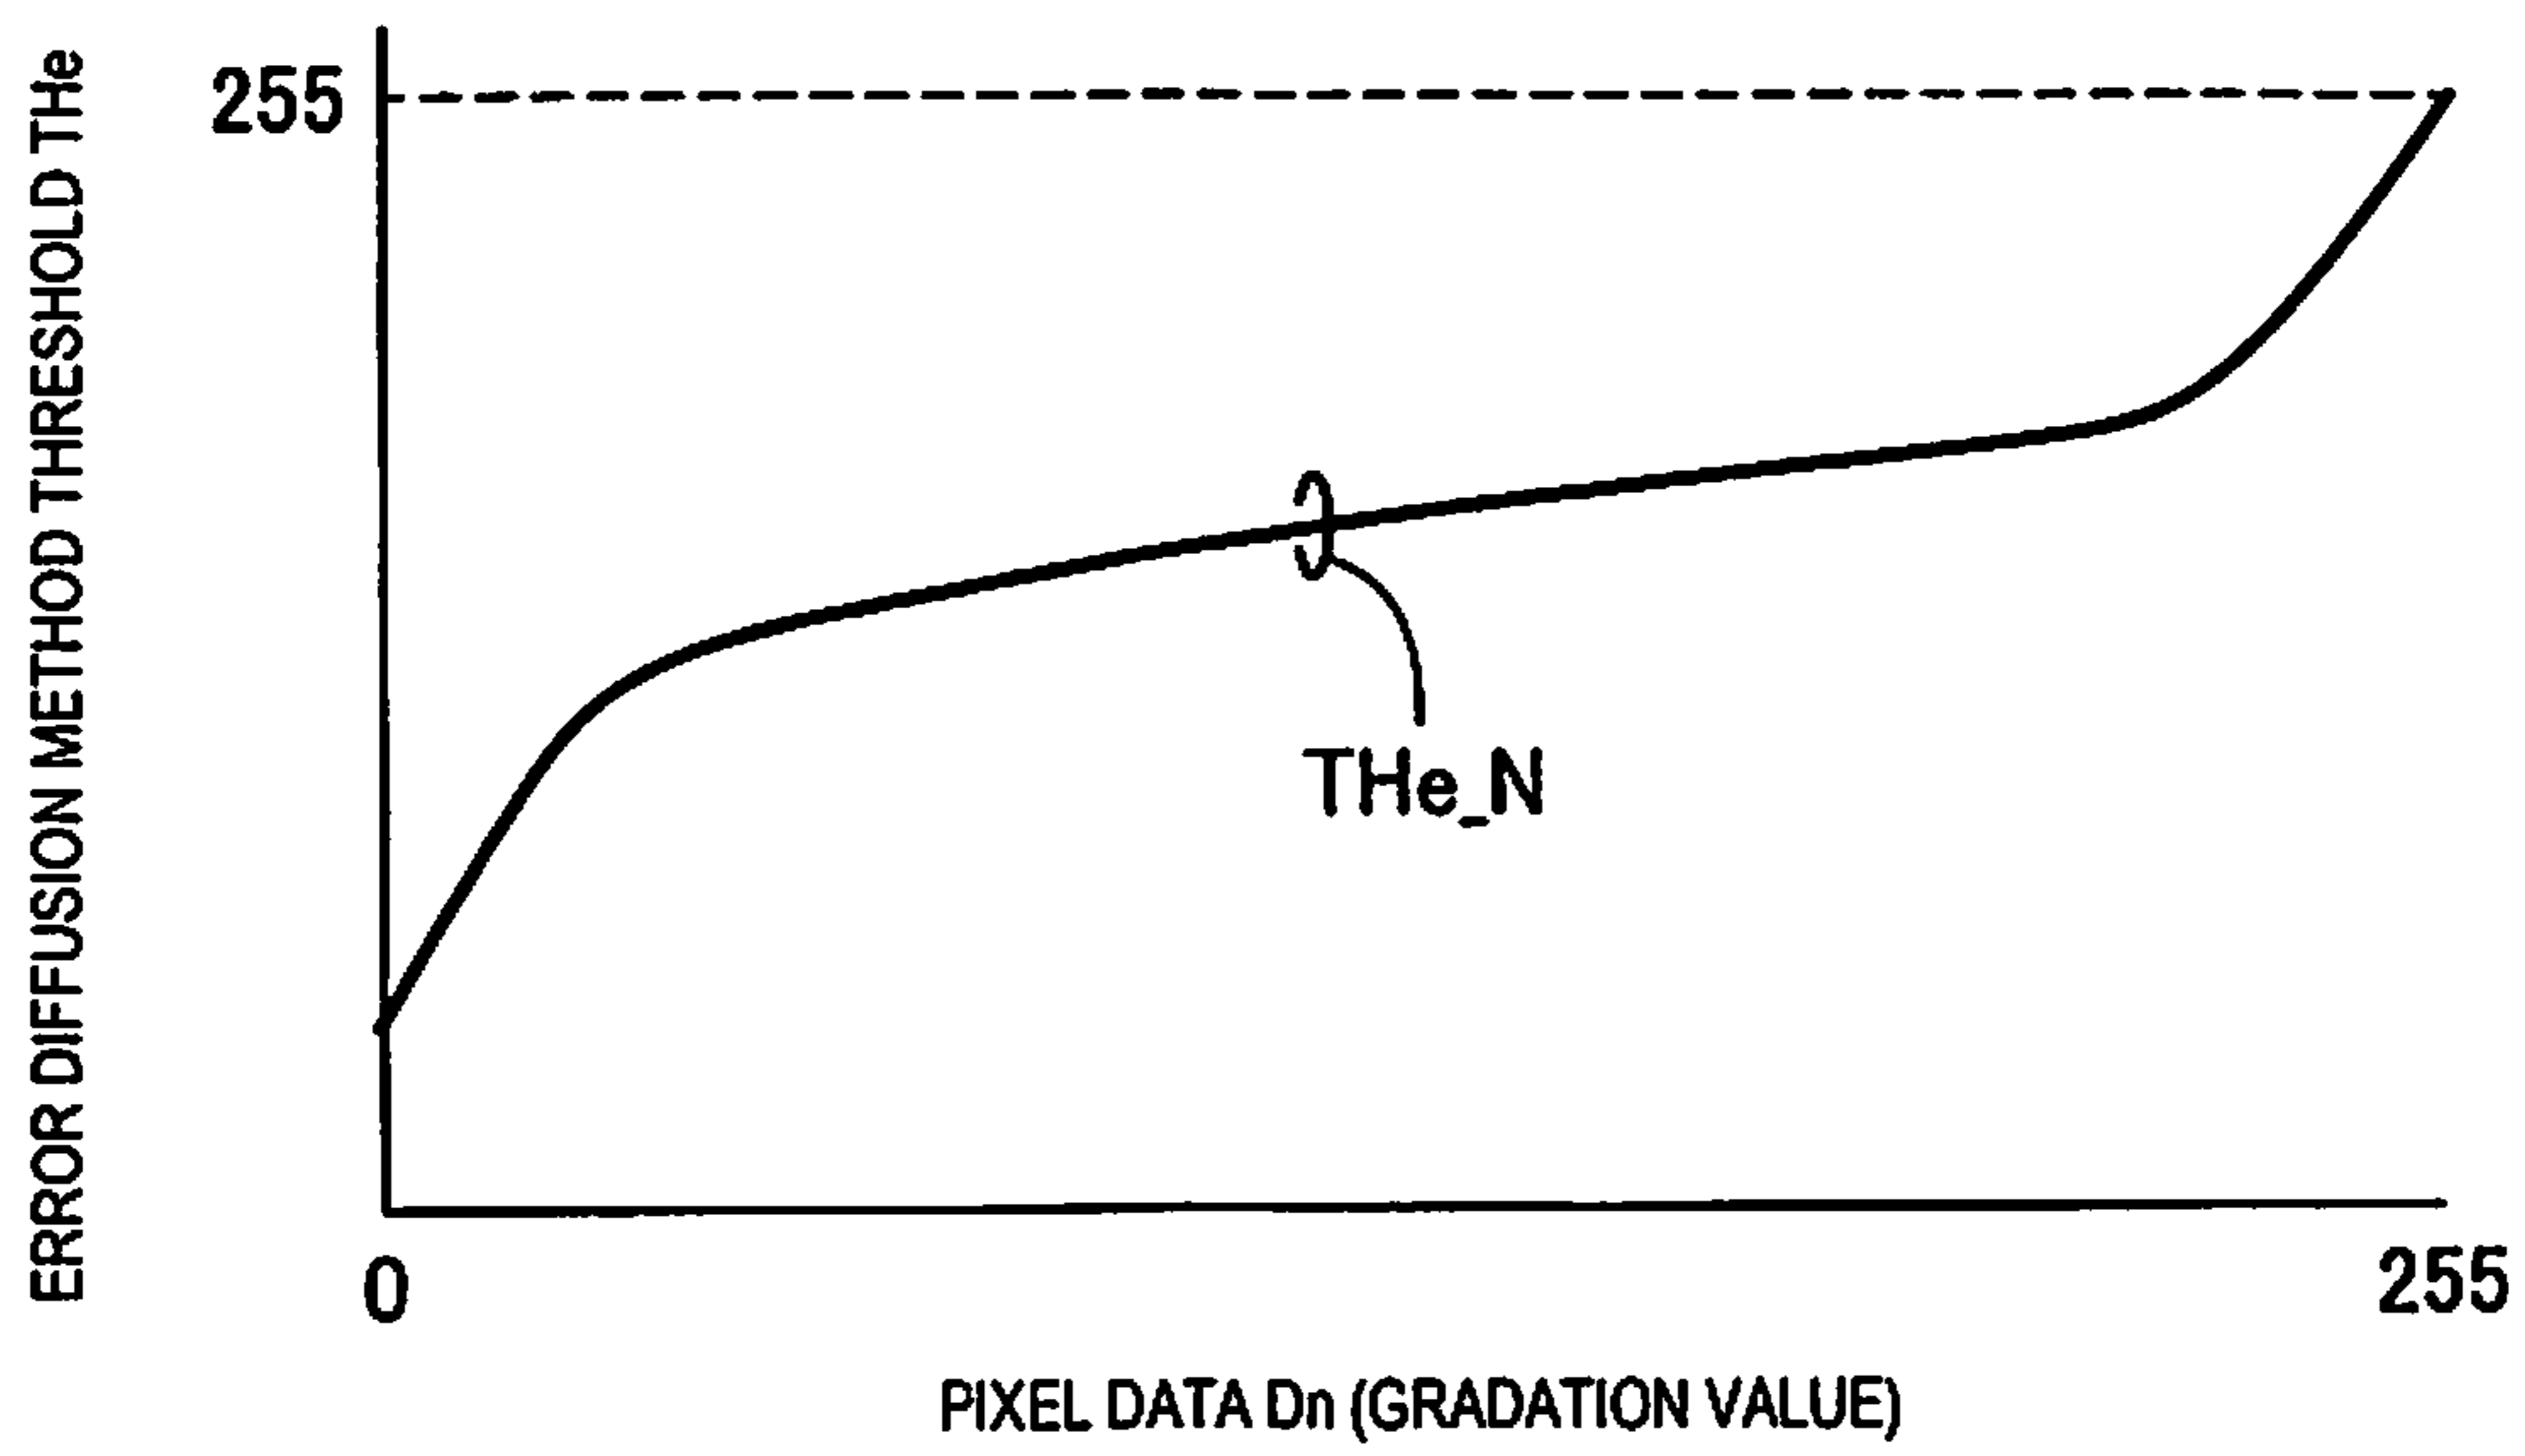 ERROR DIFFUSION METHOD THRESHOLD THe
255
THe_N
0
255
PIXEL DATA Dn (GRADATION VALUE)